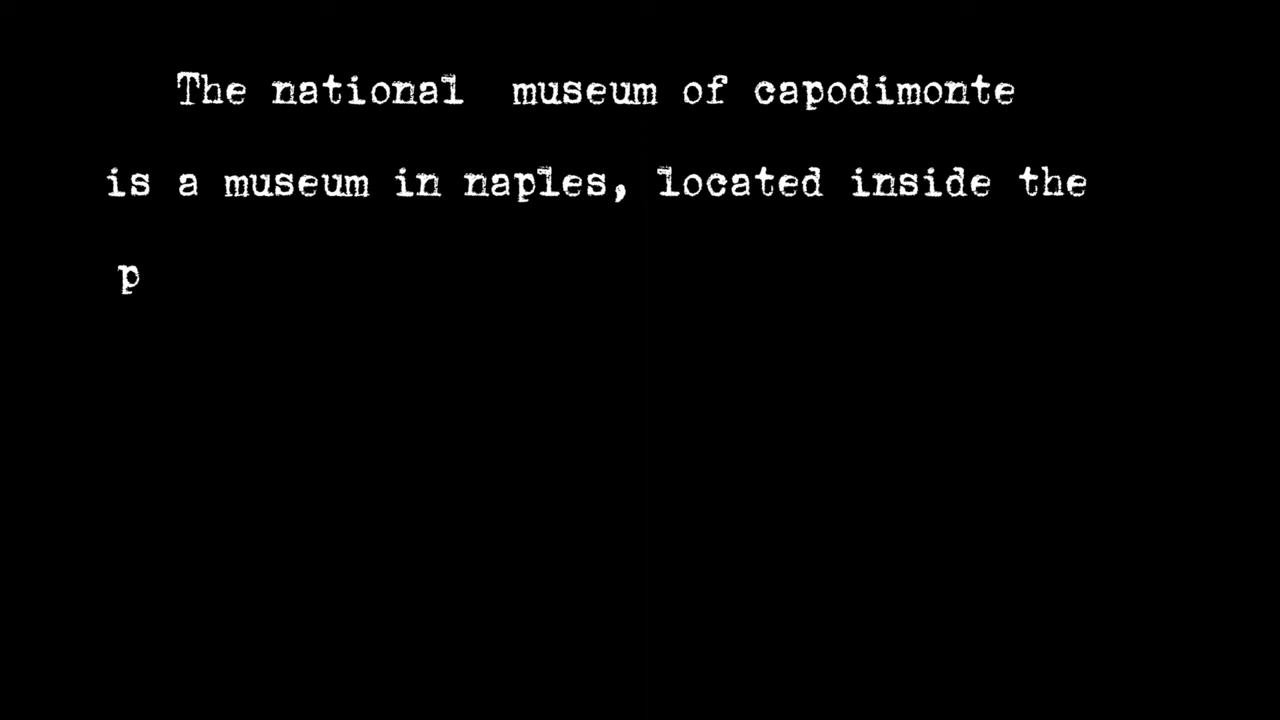 The national  museum of capodimonte
is a museum in naples, located inside the
p